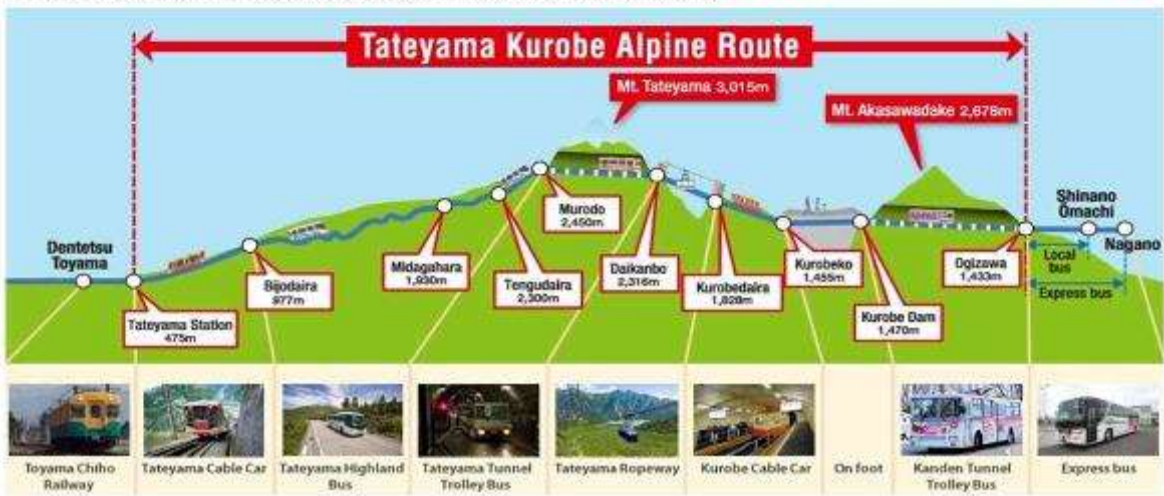 Tateyama Kurobe Alpine Route
Mt. Tateyama 3,015m
Mt. Akasawadake 2,678m
Dentetsu
Toyama
Tateyama Station
475m
Bijodaira
977m
Midagahara
1,930m
Tengudaira
2,300m
Murodo
2,450m
Daikanbo
2,316m
Kurobedaira
1,828m
Kurobeko
1,455m
Kurobe Dam
1,470m
Ogizawa
1,433m
Shinano
Ōmachi
Nagano
Local
bus
Express bus
Toyama Chiho
Railway
Tateyama Cable Car
Tateyama Highland
Bus
Tateyama Tunnel
Trolley Bus
Tateyama Ropeway
Kurobe Cable Car
On foot
Kanden Tunnel
Trolley Bus
Express bus